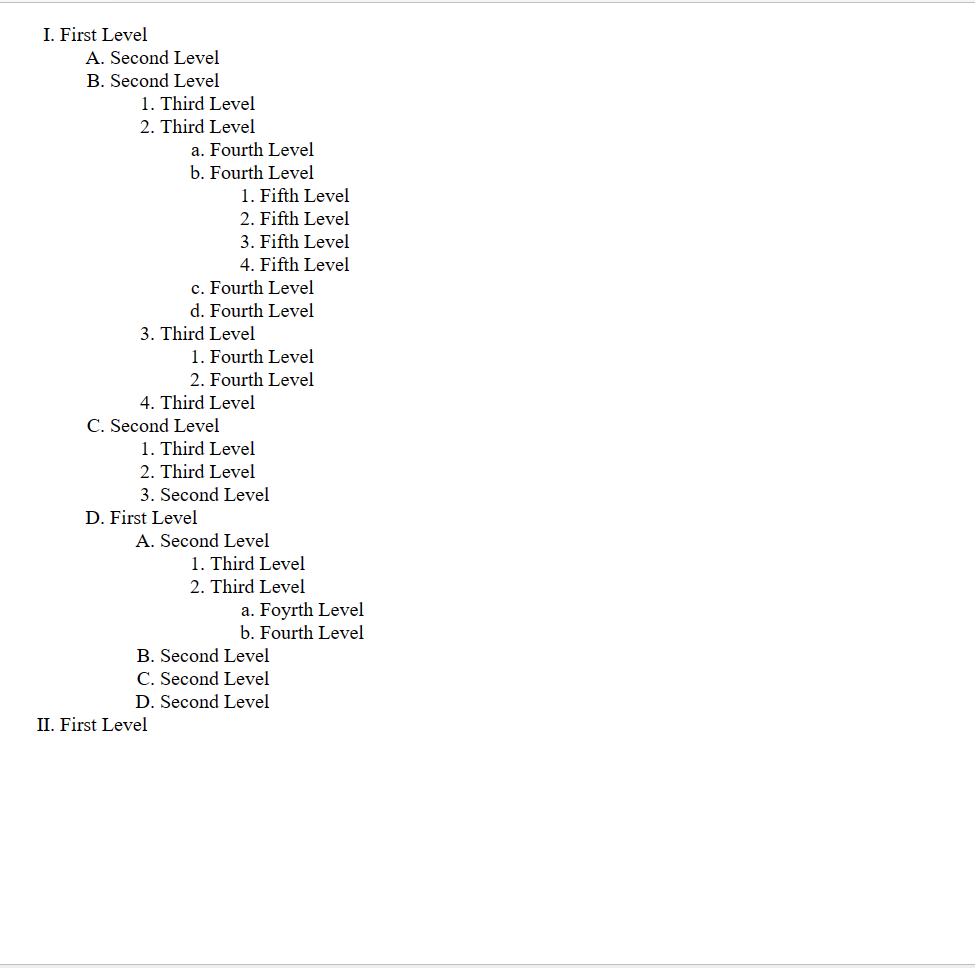 I. First Level
A. Second Level
B. Second Level
1. Third Level
2. Third Level
a. Fourth Level
b. Fourth Level
1. Fifth Level
2. Fifth Level
3. Fifth Level
4. Fifth Level
c. Fourth Level
d. Fourth Level
3. Third Level
1. Fourth Level
2. Fourth Level
4. Third Level
C. Second Level
1. Third Level
2. Third Level
3. Second Level
D. First Level
A. Second Level
1. Third Level
2. Third Level
a. Foyrth Level
b. Fourth Level
B. Second Level
C. Second Level
D. Second Level
II. First Level